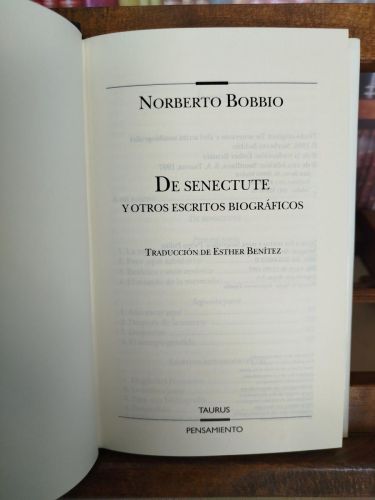 NORBERTO BOBBIO
DE SENECTUTE
Y OTROS ESCRITOS BIOGRÁFICOS
TRADUCCIÓN DE ESTHER BENÍTEZ
TAURUS
PENSAMIENTO